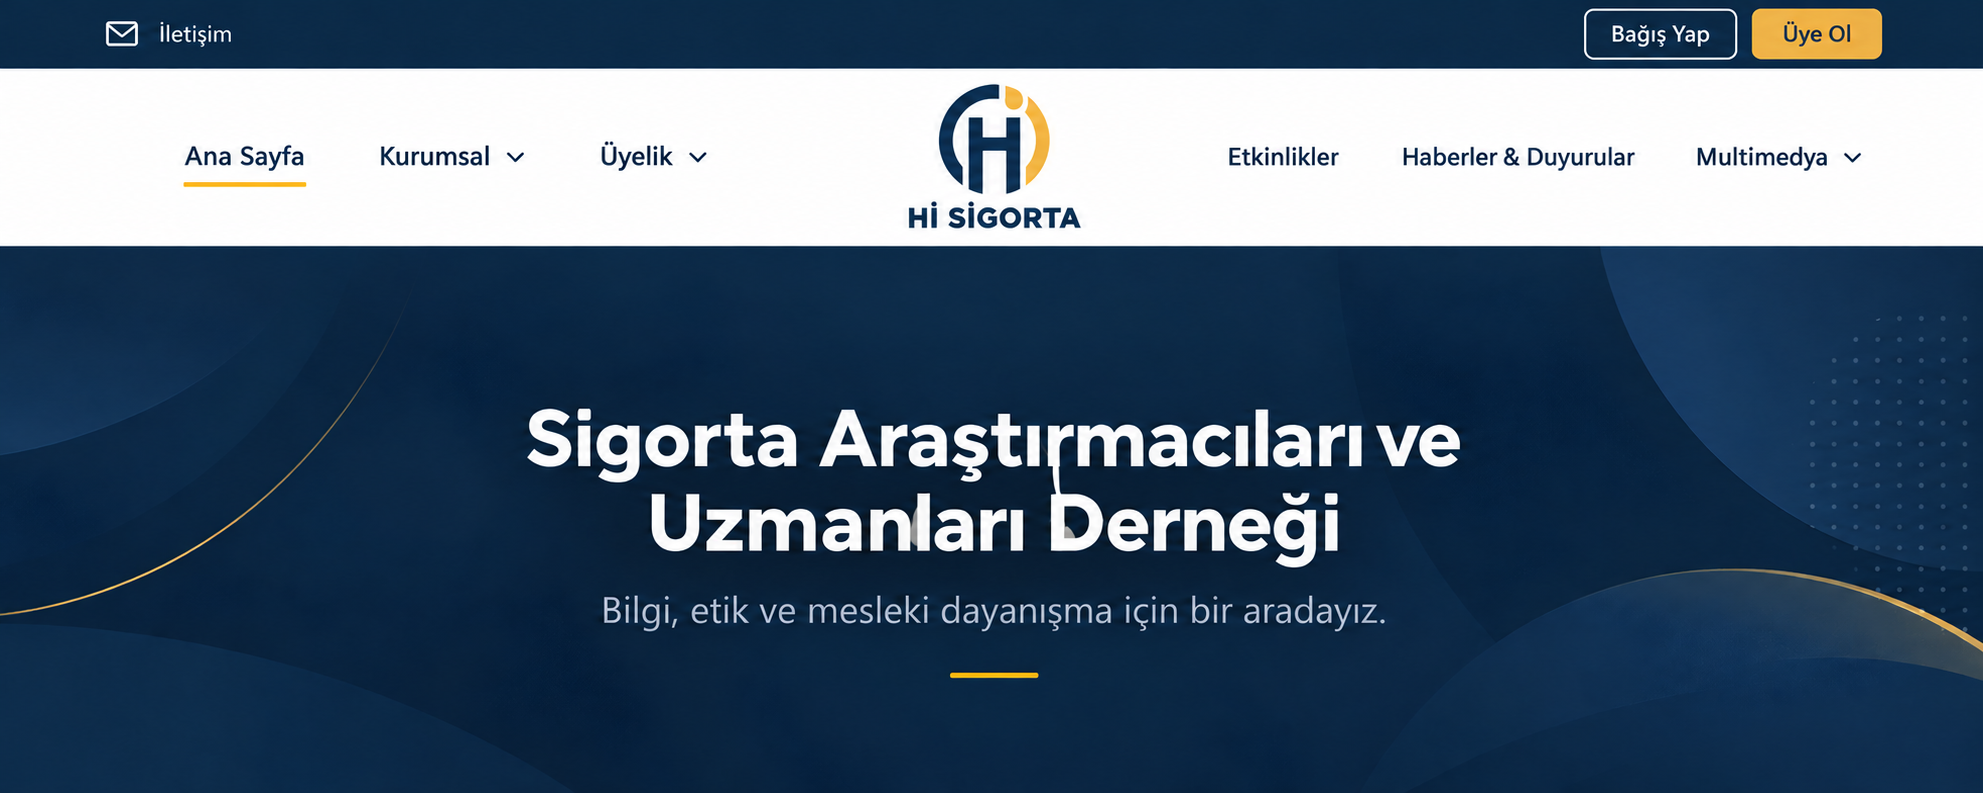 İletişim
Bağış Yap
Üye Ol
Ana Sayfa
Kurumsal
Üyelik
Hi SİGORTA
Etkinlikler
Haberler & Duyurular
Multimedya
Sigorta Araştırmacıları ve
Uzmanları Derneği
Bilgi, etik ve mesleki dayanışma için bir aradayız.